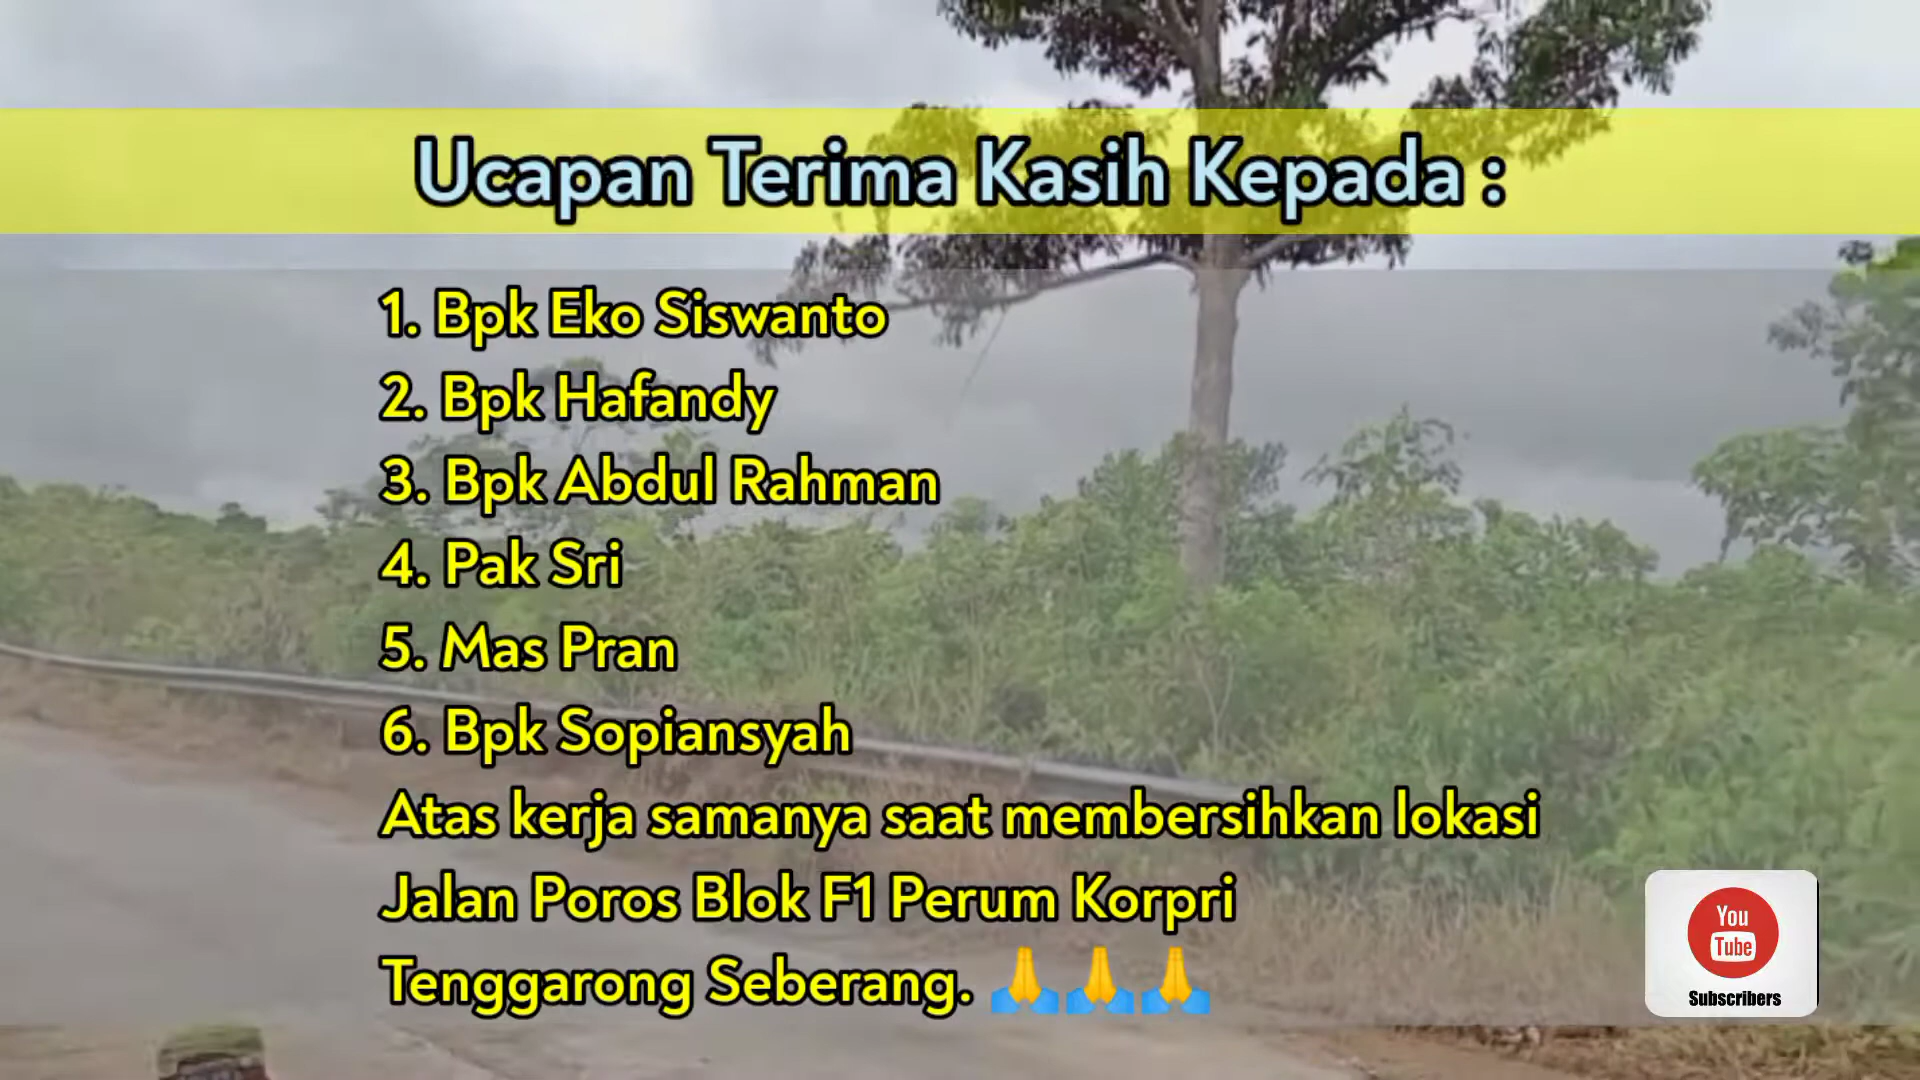 Ucapan Terima Kasih Kepada :
1. Bpk Eko Siswanto
2. Bpk Hafandy
3. Bpk Abdul Rahman
4. Pak Sri
5. Mas Pran
6. Bpk Sopiansyah
Atas kerja samanya saat membersihkan lokasi
Jalan Poros Blok F1 Perum Korpri
Tenggarong Seberang. 🙏🙏🙏
You
Tube
Subscribers